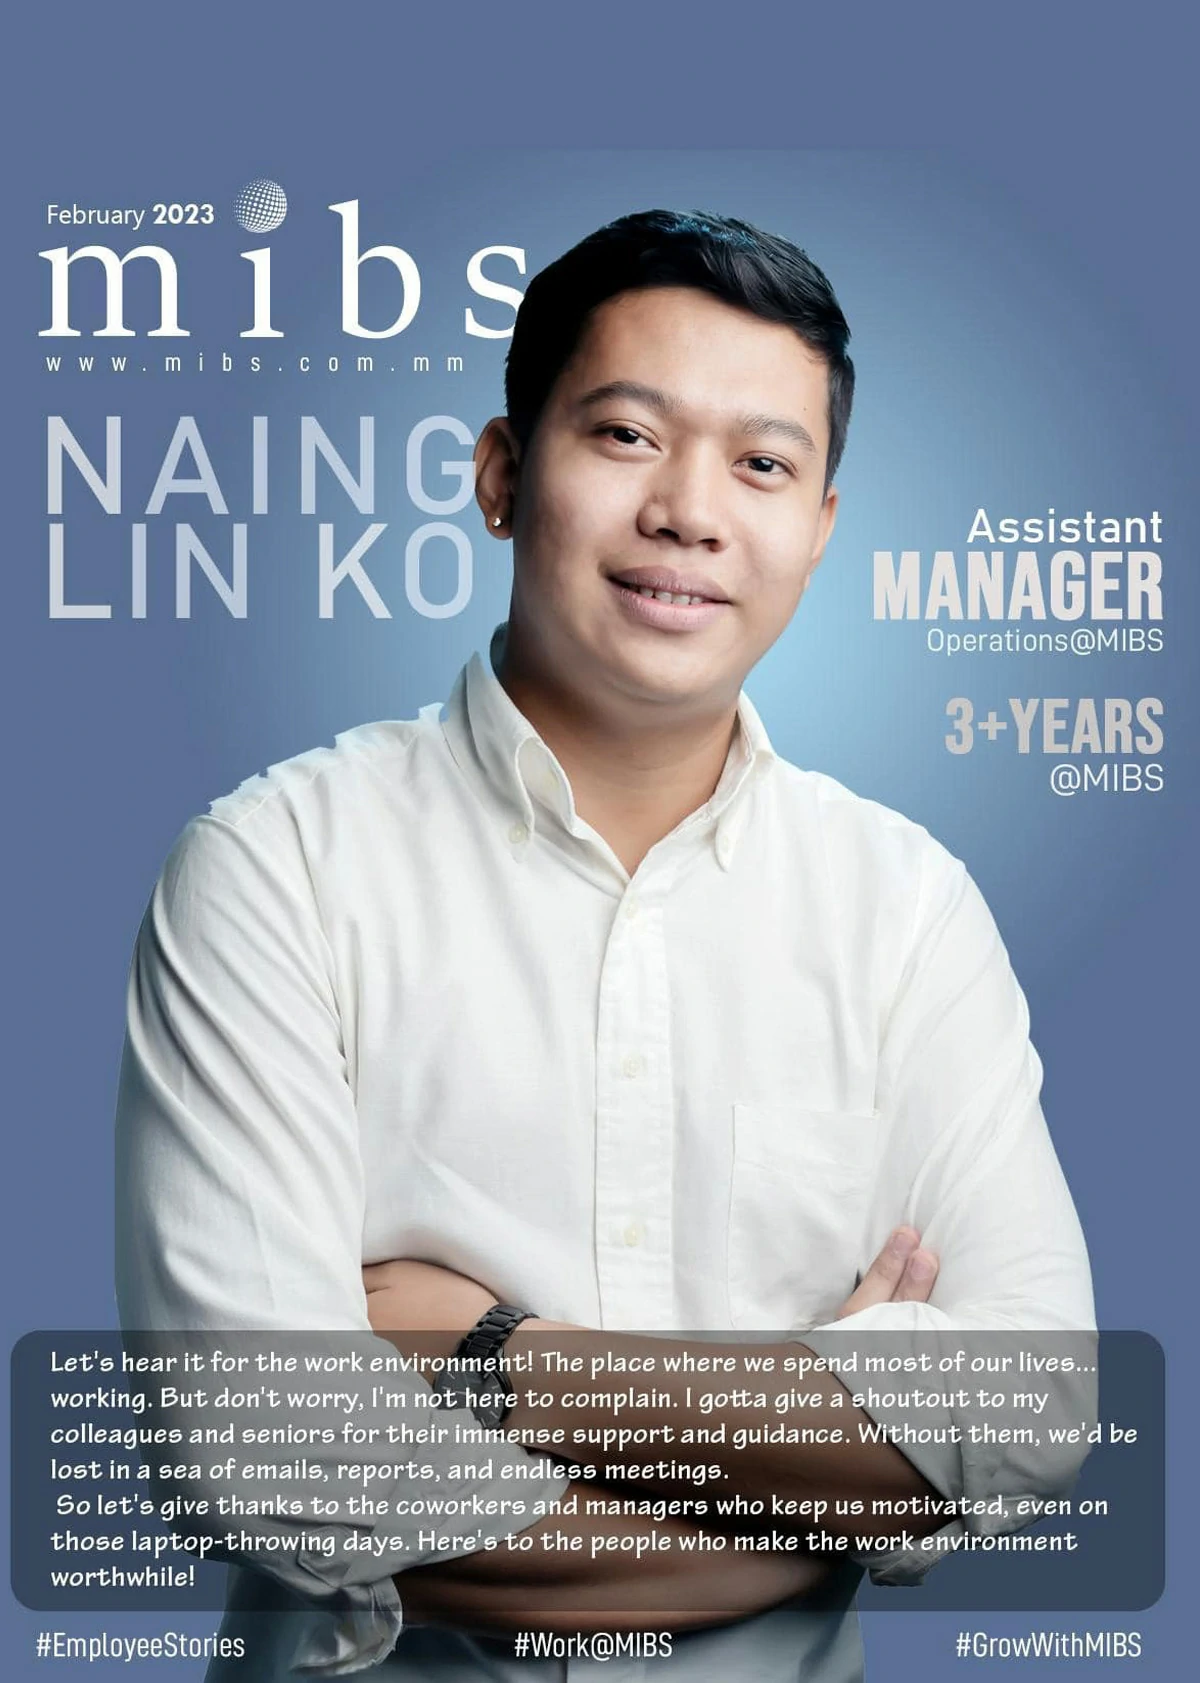 February 2023
mibs
www.mibs.com.mm
NAING
LIN KO
Assistant
MANAGER
Operations@MIBS
3+YEARS
@MIBS
Let's hear it for the work environment! The place where we spend most of our lives...
working. But don't worry, I'm not here to complain. I gotta give a shoutout to my
colleagues and seniors for their immense support and guidance. Without them, we'd be
lost in a sea of emails, reports, and endless meetings.
So let's give thanks to the coworkers and managers who keep us motivated, even on
those laptop-throwing days. Here's to the people who make the work environment
worthwhile!
#EmployeeStories #Work@MIBS #GrowWithMIBS